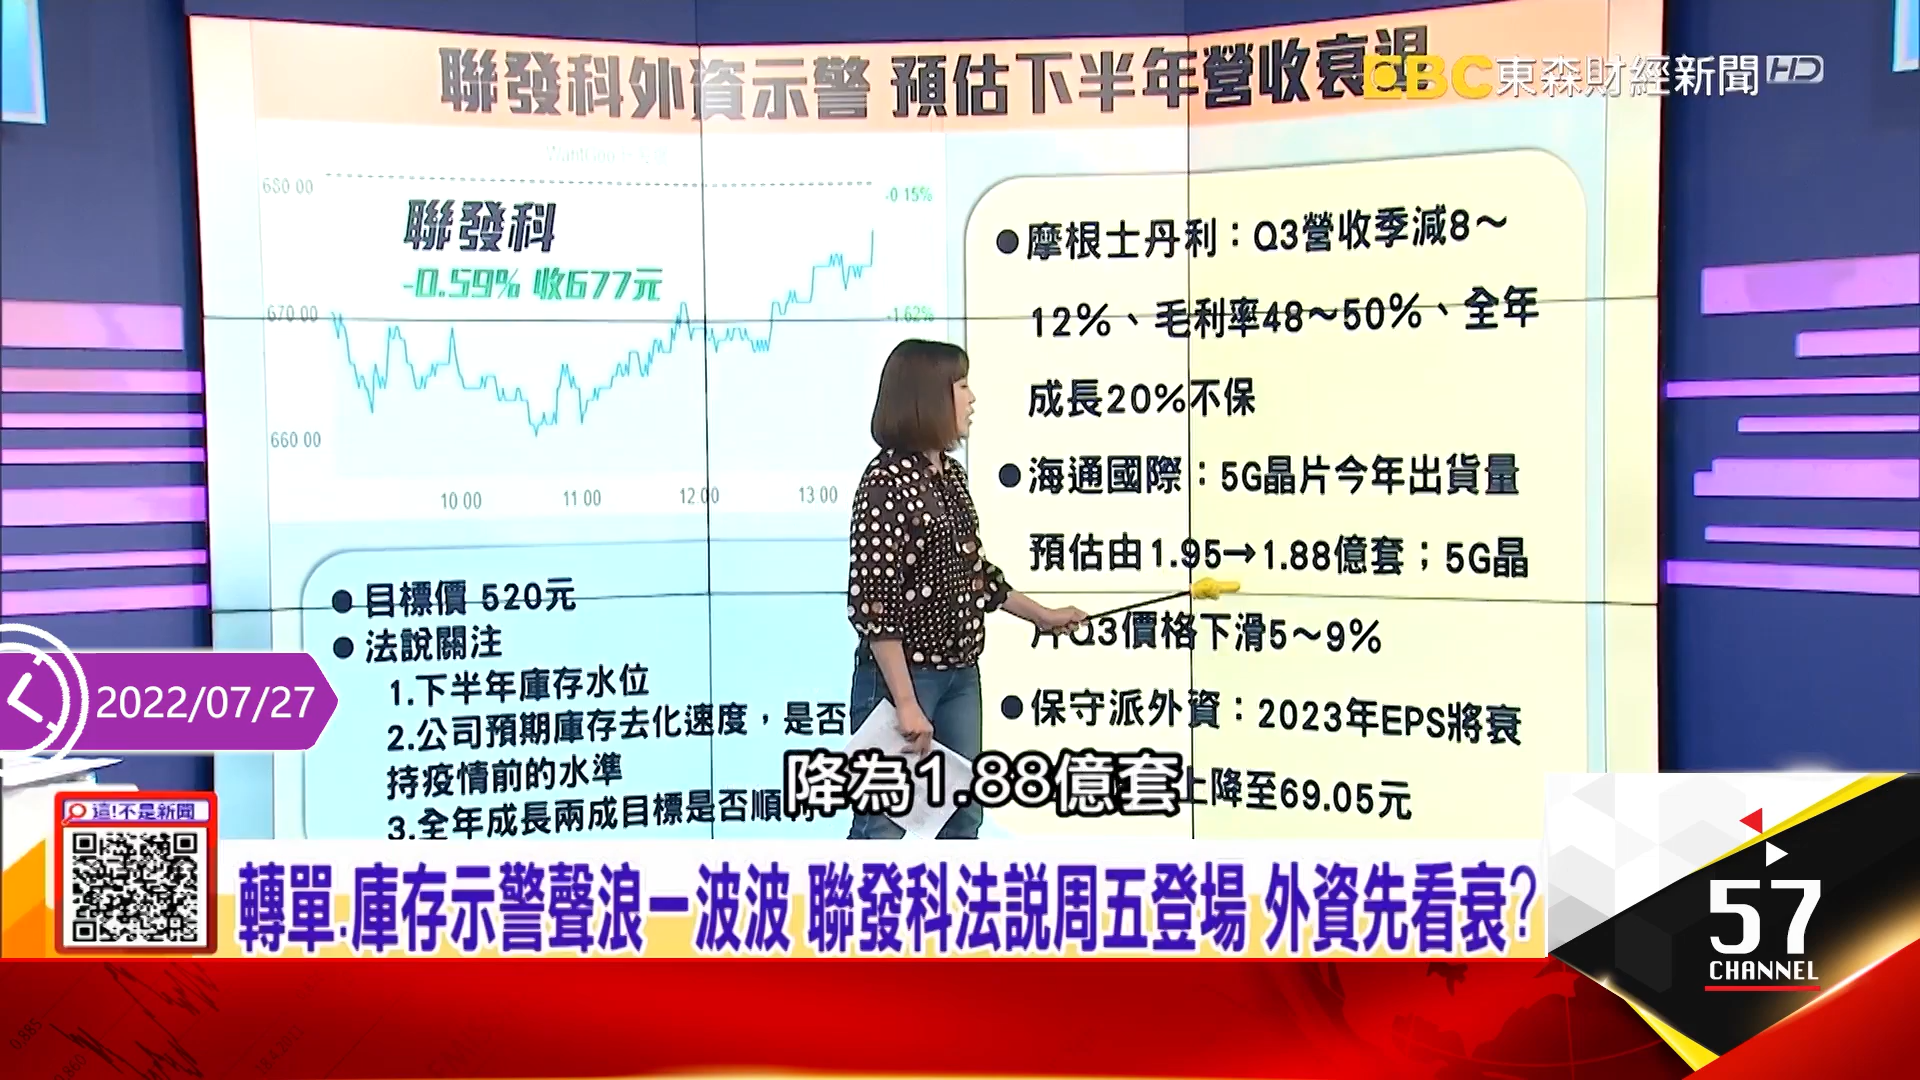 聯發科外資示警 預估下半年營收衰退
EBC東森財經新聞HD
680 00
-0 15%
聯發科
-0.59% 收677元
670 00
-1 62%
660 00
10 00
11 00
12 00
13 00
●目標價 520元
●法說關注
1.下半年庫存水位
2.公司預期庫存去化速度，是否
持疫情前的水準
3.全年成長兩成目標是否順
●摩根士丹利：Q3營收季減8～
12%、毛利率48～50%、全年
成長20%不保
●海通國際：5G晶片今年出貨量
預估由1.95→1.88億套；5G晶
片Q3價格下滑5～9%
●保守派外資：2023年EPS將衰
上降至69.05元
2022/07/27
降為1.88億套
這!不是新聞
轉單.庫存示警聲浪一波波 聯發科法說周五登場 外資先看衰?
57
CHANNEL